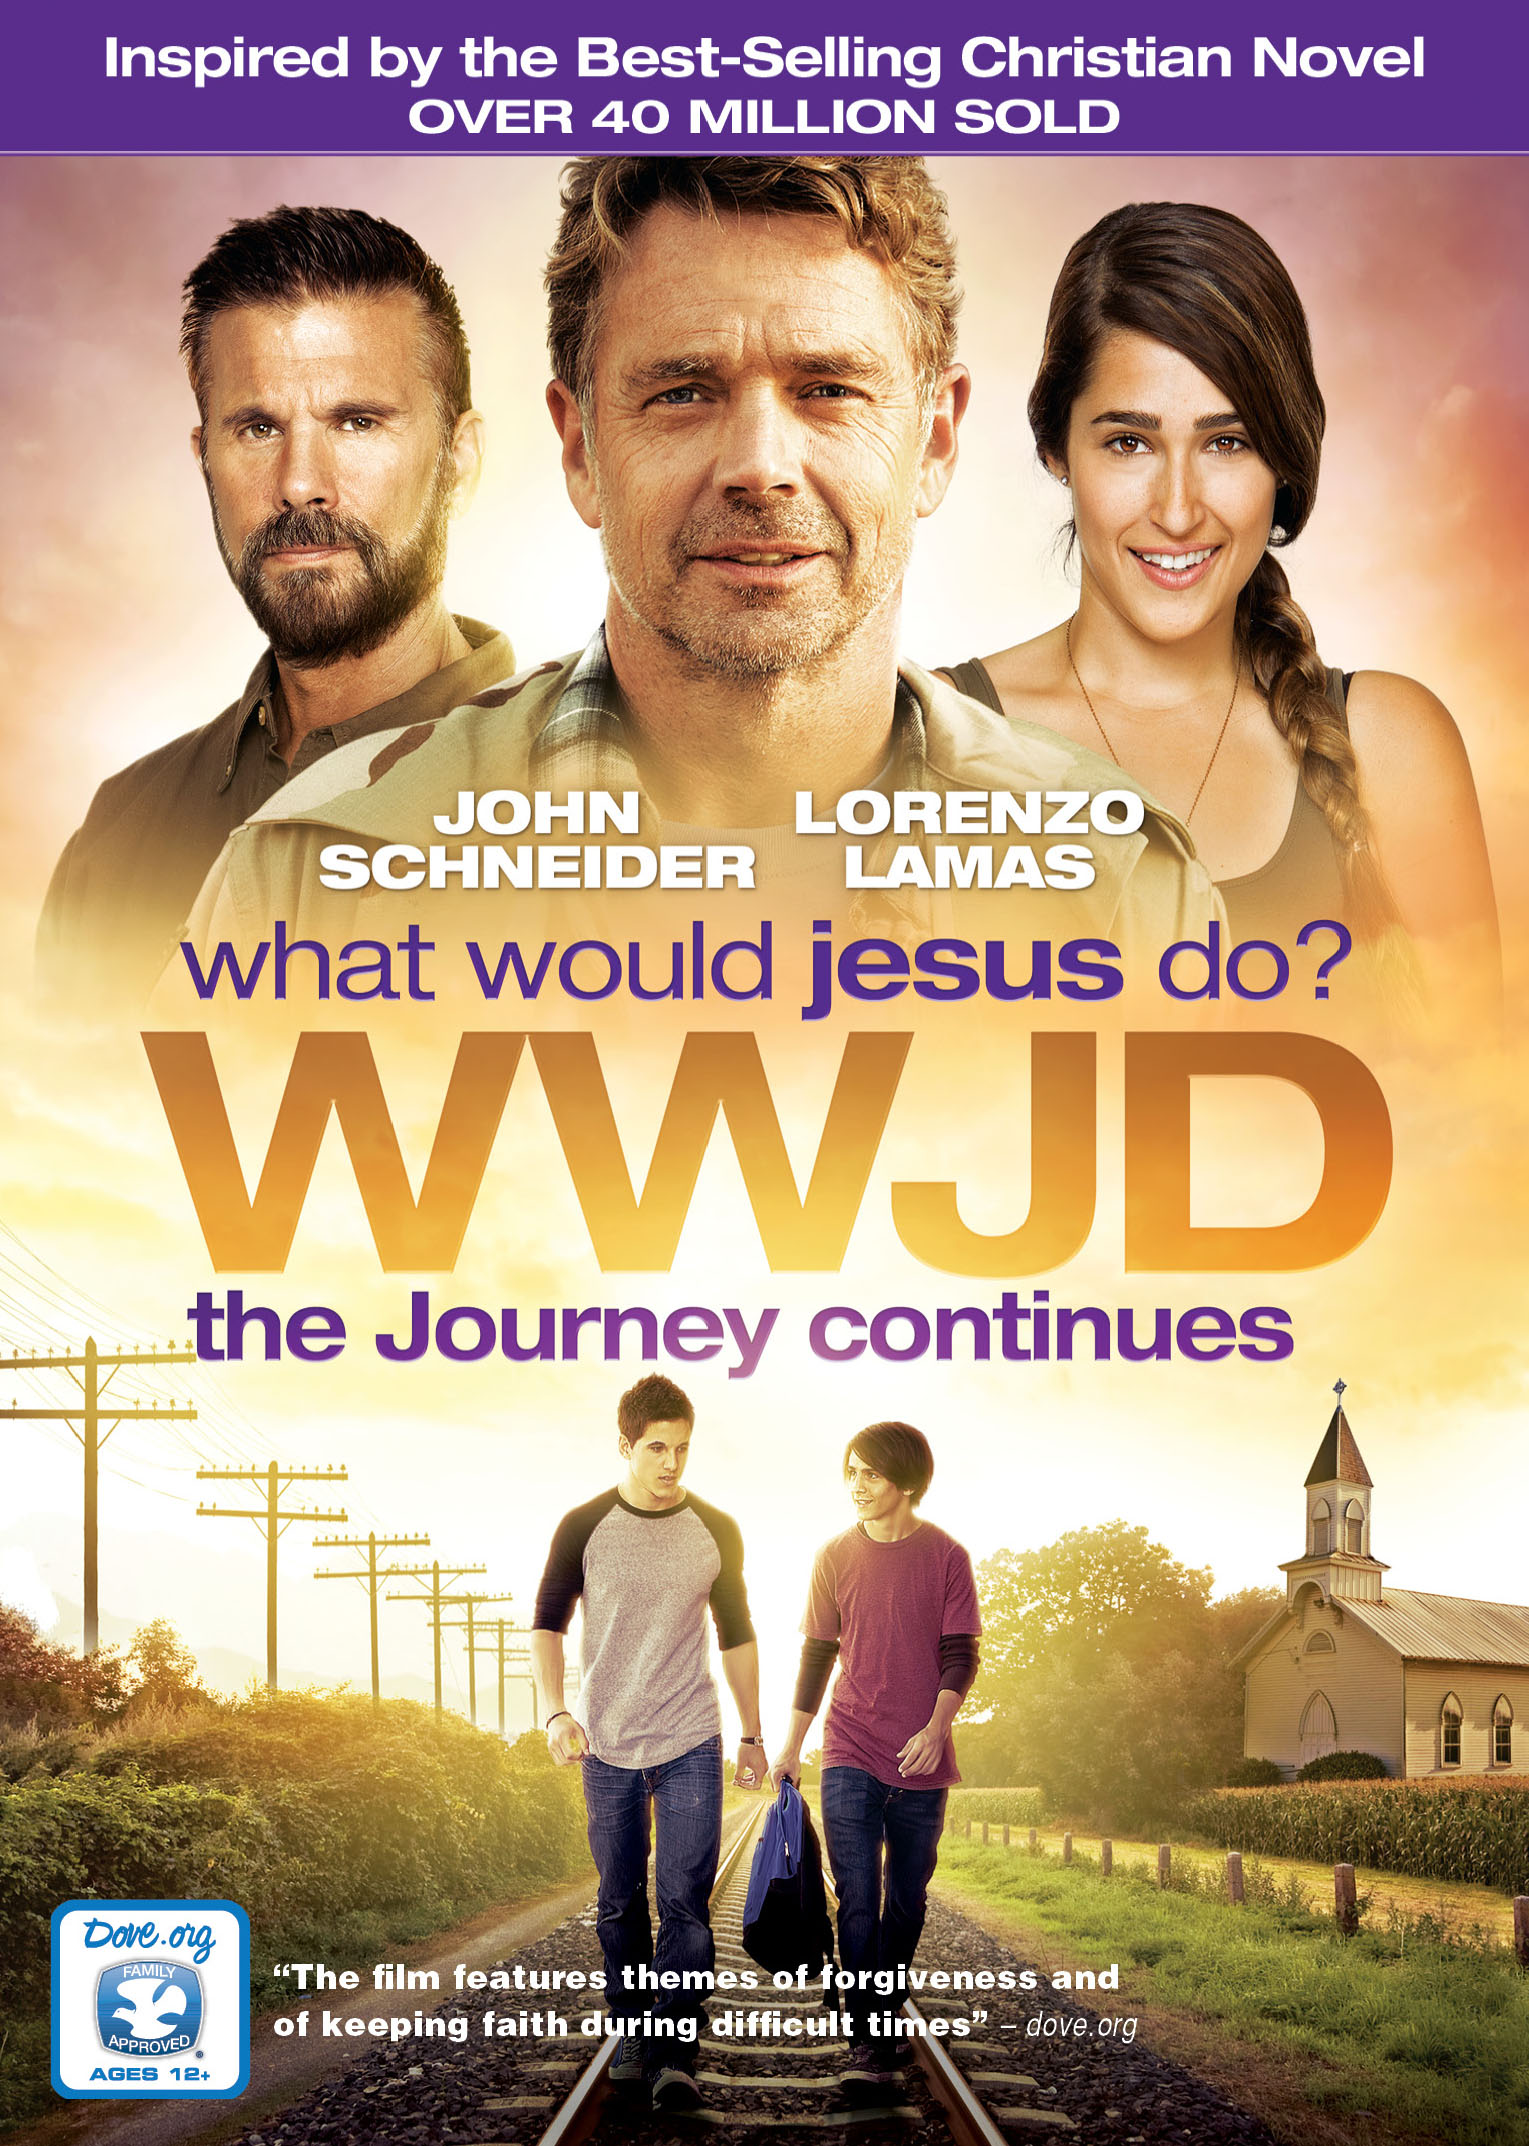 Inspired by the Best-Selling Christian Novel
OVER 40 MILLION SOLD
JOHN SCHNEIDER
LORENZO LAMAS
what would jesus do?
WWJD
the Journey continues
Dove.org
FAMILY
APPROVED
®
AGES 12+
“The film features themes of forgiveness and
of keeping faith during difficult times” – dove.org